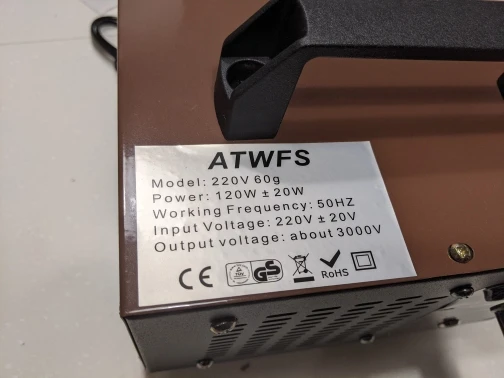 ATWFS
Model: 220V 60g
Power: 120W ± 20W
Working Frequency: 50HZ
Input Voltage: 220V ± 20V
Output voltage: about 3000V
CE GS RoHS